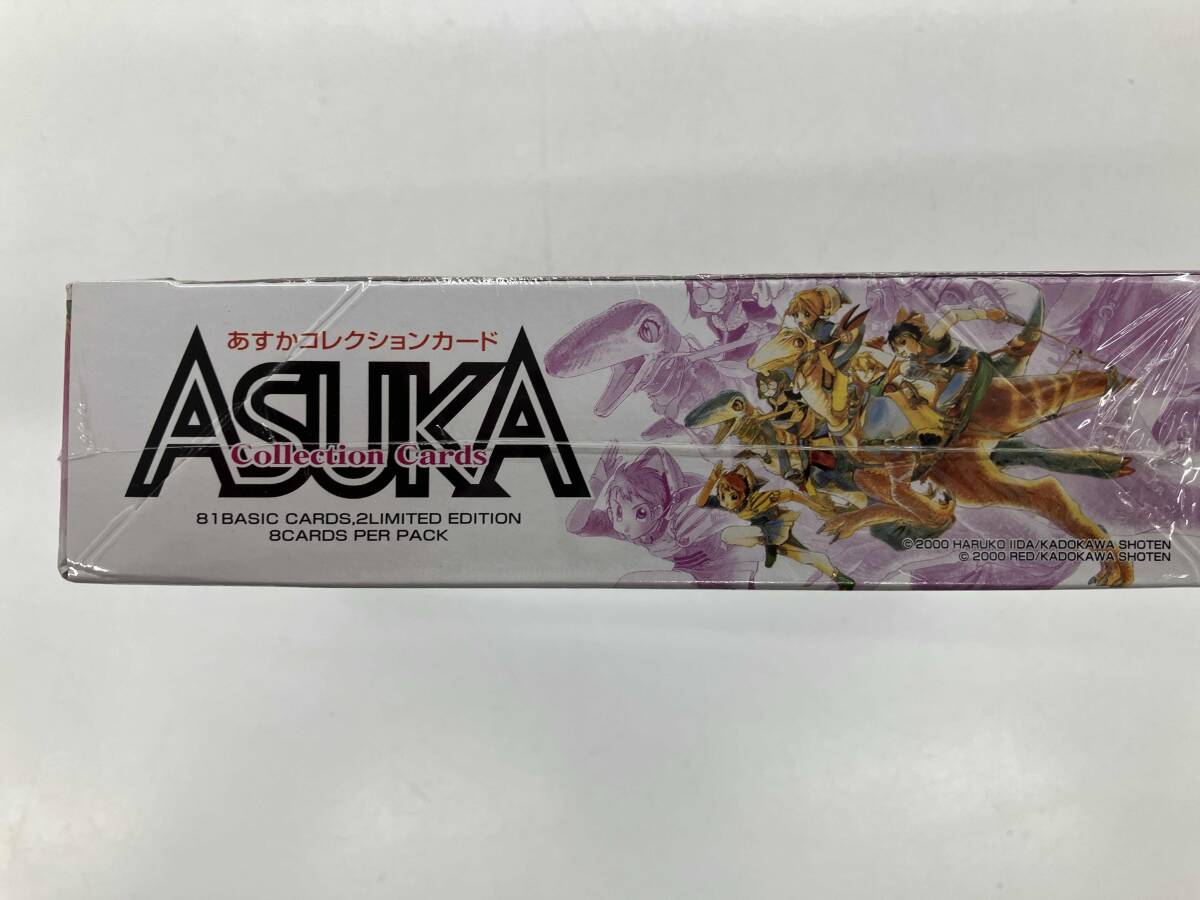 あすかコレクションカード
ASUKA
Collection Cards
81BASIC CARDS,2LIMITED EDITION
8CARDS PER PACK
©2000 HARUKO IIDA/KADOKAWA SHOTEN
© 2000 RED/KADOKAWA SHOTEN